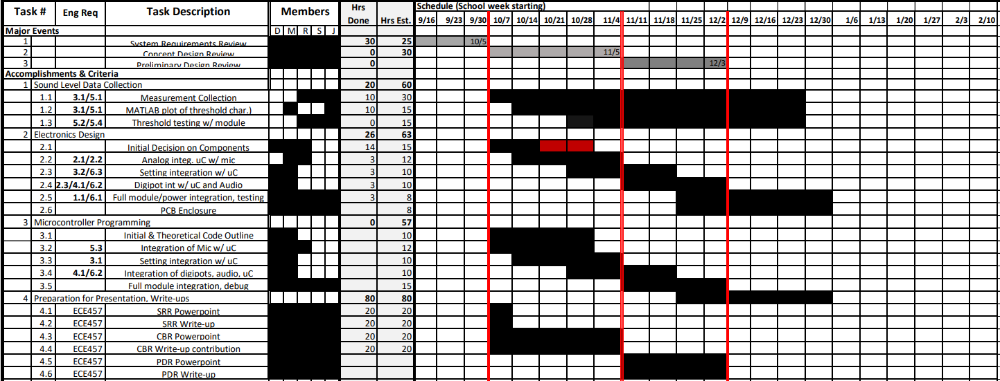 Task # Eng Req Task Description Members Hrs Done Hrs Est. Schedule (School week starting)
9/16 9/23 9/30 10/7 10/14 10/21 10/28 11/4 11/11 11/18 11/25 12/2 12/9 12/16 12/23 12/30 1/6 1/13 1/20 1/27 2/3 2/10
Major Events D M R S J
1 System Requirements Review 30 25 10/5
2 Concept Design Review 0 30 11/5
3 Preliminary Design Review 0 12/3
Accomplishments & Criteria
1 Sound Level Data Collection 20 60
1.1 3.1/5.1 Measurement Collection 10 30
1.2 3.1/5.1 MATLAB plot of threshold char.) 10 15
1.3 5.2/5.4 Threshold testing w/ module 0 15
2 Electronics Design 26 63
2.1 Initial Decision on Components 14 15
2.2 2.1/2.2 Analog integ. uC w/ mic 3 12
2.3 3.2/6.3 Setting integration w/ uC 3 10
2.4 2.3/4.1/6.2 Digipot int w/ uC and Audio 3 10
2.5 1.1/6.1 Full module/power integration, testing 3 8
2.6 PCB Enclosure 8
3 Microcontroller Programming 0 57
3.1 Initial & Theoretical Code Outline 10
3.2 5.3 Integration of Mic w/ uC 12
3.3 3.1 Setting integration w/ uC 10
3.4 4.1/6.2 Integration of digipots, audio, uC 10
3.5 Full module integration, debug 15
4 Preparation for Presentation, Write-ups 80 80
4.1 ECE457 SRR Powerpoint 20 20
4.2 ECE457 SRR Write-up 20 20
4.3 ECE457 CBR Powerpoint 20 20
4.4 ECE457 CBR Write-up contribution 20 20
4.5 ECE457 PDR Powerpoint
4.6 ECE457 PDR Write-up